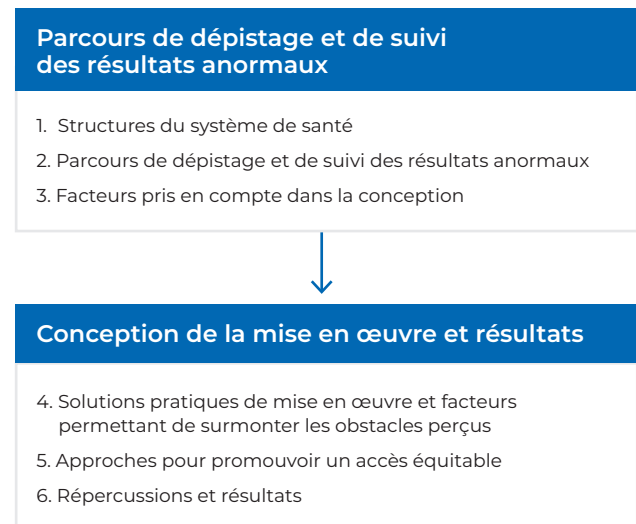 Parcours de dépistage et de suivi
des résultats anormaux
1. Structures du système de santé
2. Parcours de dépistage et de suivi des résultats anormaux
3. Facteurs pris en compte dans la conception
Conception de la mise en œuvre et résultats
4. Solutions pratiques de mise en œuvre et facteurs
permettant de surmonter les obstacles perçus
5. Approches pour promouvoir un accès équitable
6. Répercussions et résultats